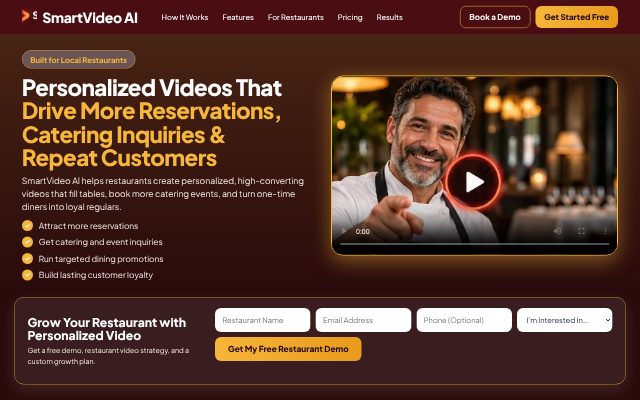 SmartVideo AI
How It Works
Features
For Restaurants
Pricing
Results
Book a Demo
Get Started Free
Built for Local Restaurants
Personalized Videos That
Drive More Reservations,
Catering Inquiries &
Repeat Customers
SmartVideo AI helps restaurants create personalized, high-converting
videos that fill tables, book more catering events, and turn one-time
diners into loyal regulars.
Attract more reservations
Get catering and event inquiries
Run targeted dining promotions
Build lasting customer loyalty
0:00
Grow Your Restaurant with
Personalized Video
Get a free demo, restaurant video strategy, and a
custom growth plan.
Restaurant Name
Email Address
Phone (Optional)
I'm Interested In...
Get My Free Restaurant Demo